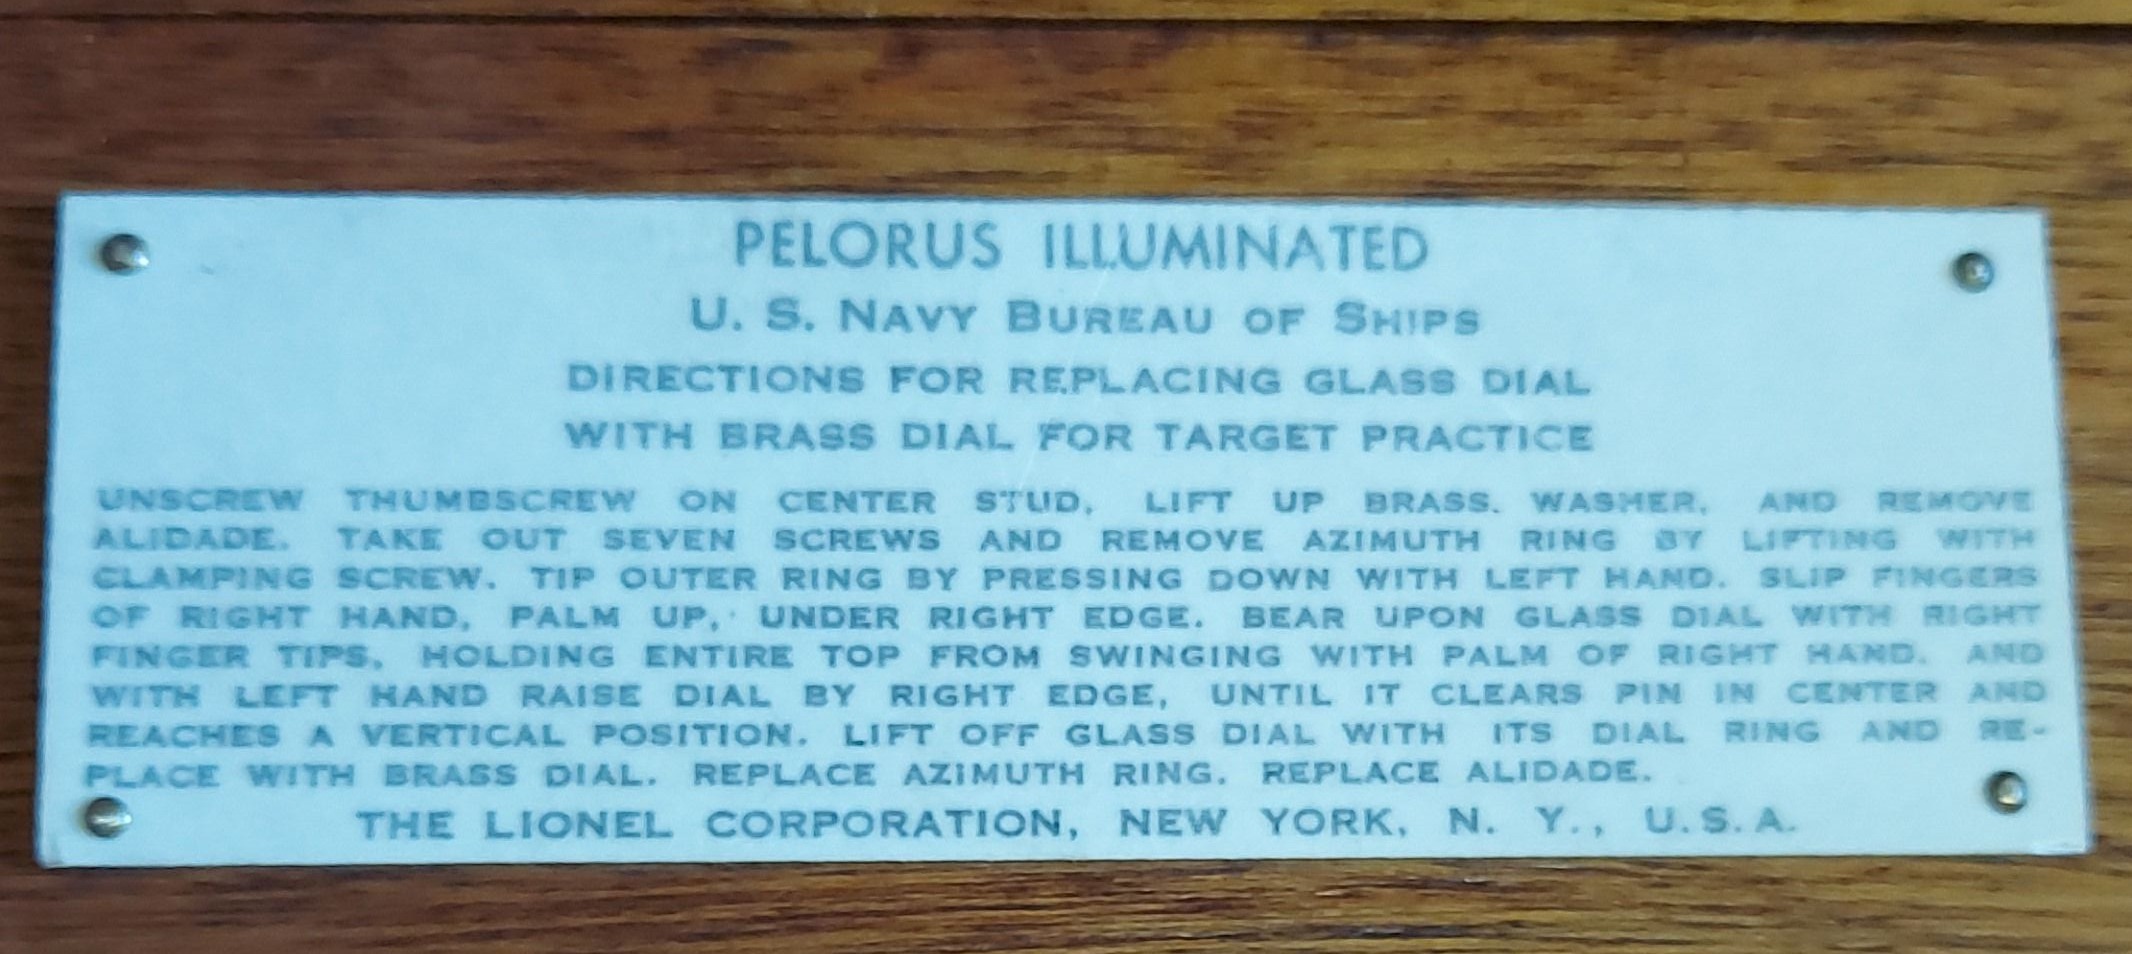 PELORUS ILLUMINATED
U. S. NAVY BUREAU OF SHIPS
DIRECTIONS FOR REPLACING GLASS DIAL
WITH BRASS DIAL FOR TARGET PRACTICE
UNSCREW THUMBSCREW ON CENTER STUD, LIFT UP BRASS. WASHER, AND REMOVE
ALIDADE. TAKE OUT SEVEN SCREWS AND REMOVE AZIMUTH RING BY LIFTING WITH
CLAMPING SCREW. TIP OUTER RING BY PRESSING DOWN WITH LEFT HAND. SLIP FINGERS
OF RIGHT HAND, PALM UP, UNDER RIGHT EDGE. BEAR UPON GLASS DIAL WITH RIGHT
FINGER TIPS, HOLDING ENTIRE TOP FROM SWINGING WITH PALM OF RIGHT HAND, AND
WITH LEFT HAND RAISE DIAL BY RIGHT EDGE, UNTIL IT CLEARS PIN IN CENTER AND
REACHES A VERTICAL POSITION. LIFT OFF GLASS DIAL WITH ITS DIAL RING AND RE-
PLACE WITH BRASS DIAL. REPLACE AZIMUTH RING. REPLACE ALIDADE.
THE LIONEL CORPORATION, NEW YORK, N. Y., U.S.A.